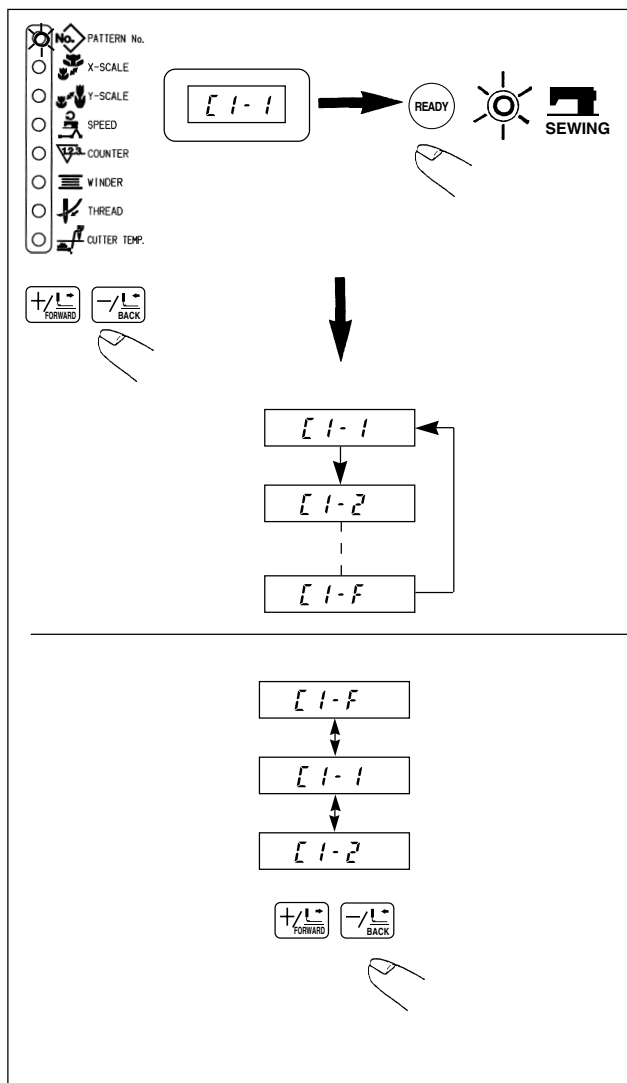 No. PATTERN No.
X-SCALE
Y-SCALE
SPEED
123 COUNTER
WINDER
THREAD
CUTTER TEMP.
C1-1
READY
SEWING
+/ FORWARD
−/ BACK
C1-1
C1-2
C1-F
C1-F
C1-1
C1-2
+/ FORWARD
−/ BACK